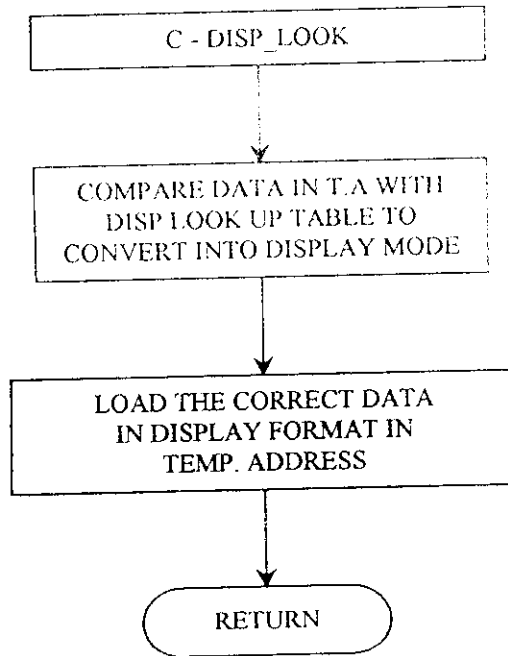 C - DISP_LOOK
COMPARE DATA IN T.A WITH
DISP LOOK UP TABLE TO
CONVERT INTO DISPLAY MODE
LOAD THE CORRECT DATA
IN DISPLAY FORMAT IN
TEMP. ADDRESS
RETURN